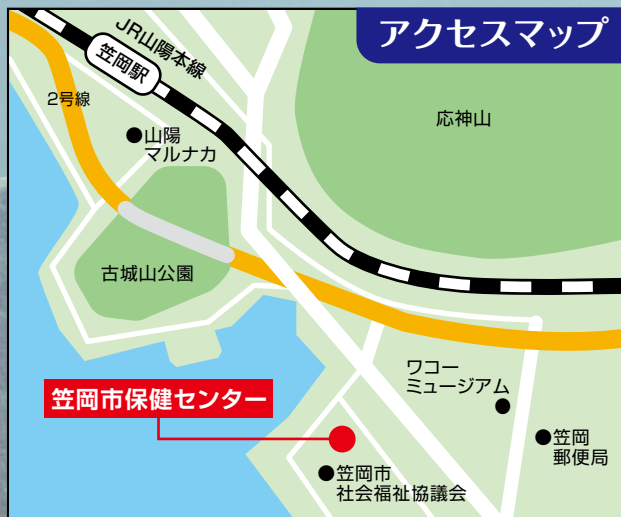 アクセスマップ
JR山陽本線
笠岡駅
2号線
●山陽
マルナカ
応神山
古城山公園
笠岡市保健センター
ワコー
ミュージアム
●笠岡
郵便局
●笠岡市
社会福祉協議会